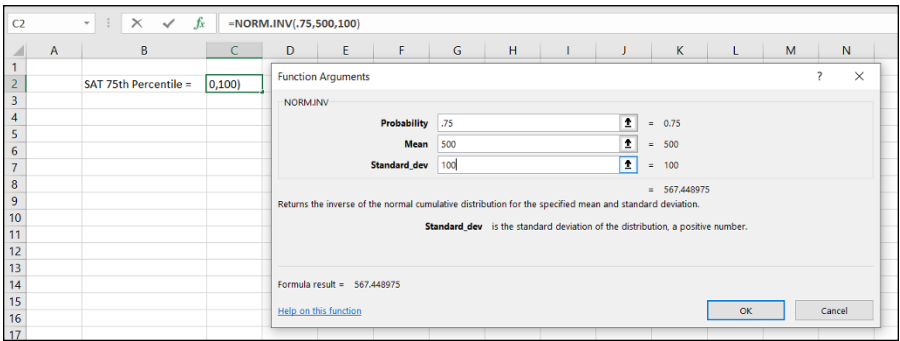 C2 fx =NORM.INV(.75,500,100)
A B C D E F G H I J K L M N
1
2 SAT 75th Percentile = 0,100)
3
4
5
6
7
8
9
10
11
12
13
14
15
16
17
Function Arguments ? ×
NORM.INV
Probability .75 = 0.75
Mean 500 = 500
Standard_dev 100 = 100
= 567.448975
Returns the inverse of the normal cumulative distribution for the specified mean and standard deviation.
Standard_dev is the standard deviation of the distribution, a positive number.
Formula result = 567.448975
Help on this function OK Cancel